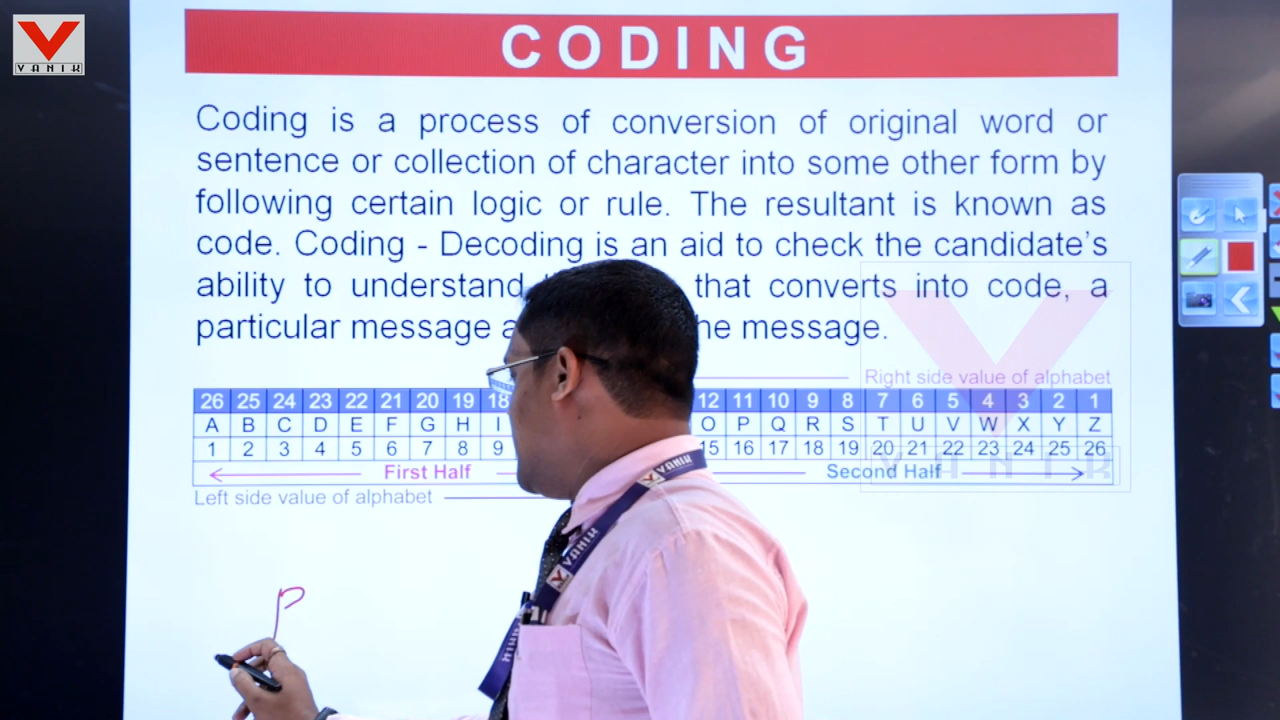 VANIK
CODING
Coding is a process of conversion of original word or
sentence or collection of character into some other form by
following certain logic or rule. The resultant is known as
code. Coding - Decoding is an aid to check the candidate's
ability to understand that converts into code, a
particular message he message.
Right side value of alphabet
26 25 24 23 22 21 20 19 18 12 11 10 9 8 7 6 5 4 3 2 1
A B C D E F G H I O P Q R S T U V W X Y Z
1 2 3 4 5 6 7 8 9 15 16 17 18 19 20 21 22 23 24 25 26
First Half Second Half
VANIK
Left side value of alphabet
VANIK
VANIK
P